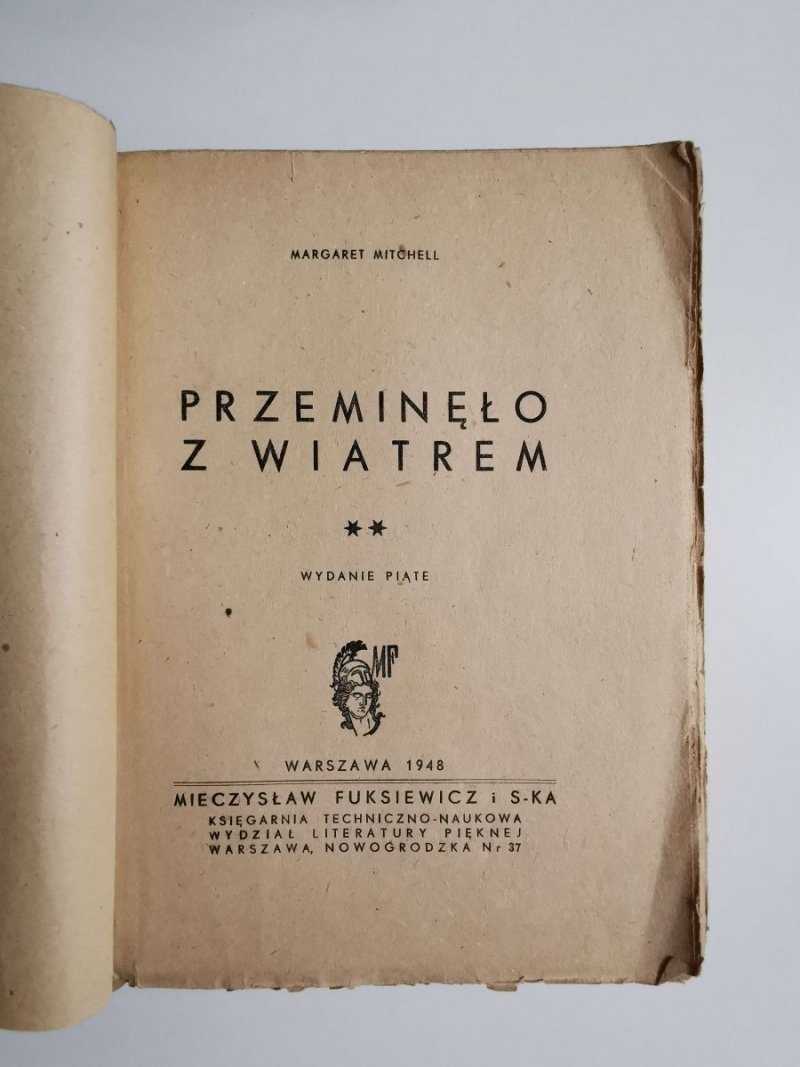 MARGARET MITCHELL
PRZEMINĘŁO
Z WIATREM
**
WYDANIE PIĄTE
MF
WARSZAWA 1948
MIECZYSŁAW FUKSIEWICZ i S-KA
KSIĘGARNIA TECHNICZNO-NAUKOWA
WYDZIAŁ LITERATURY PIĘKNEJ
WARSZAWA, NOWOGRODZKA Nr 37